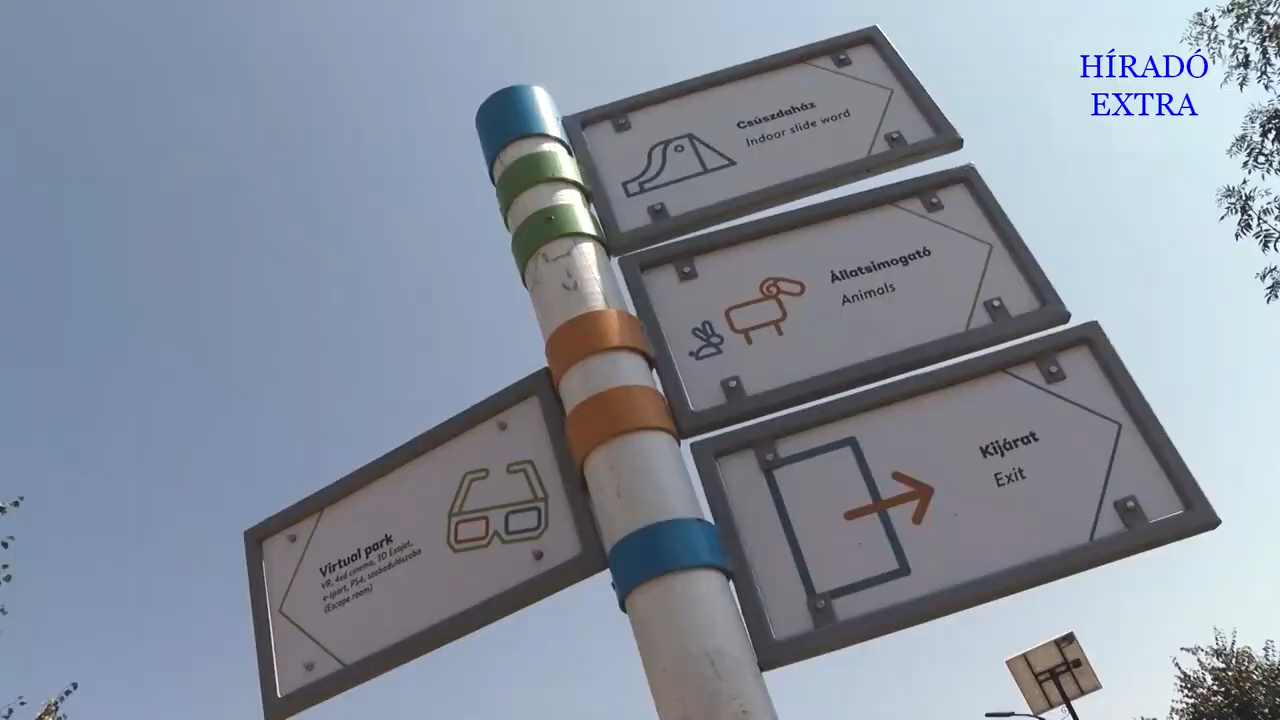 HÍRADÓ
EXTRA
Csúszdaház
Indoor slide word
Állatsimogató
Animals
Kijárat
Exit
Virtual park
VR, 4xd cinema, 3D Exojet,
e-sport, PS4, szabadulószoba
(Escape room)